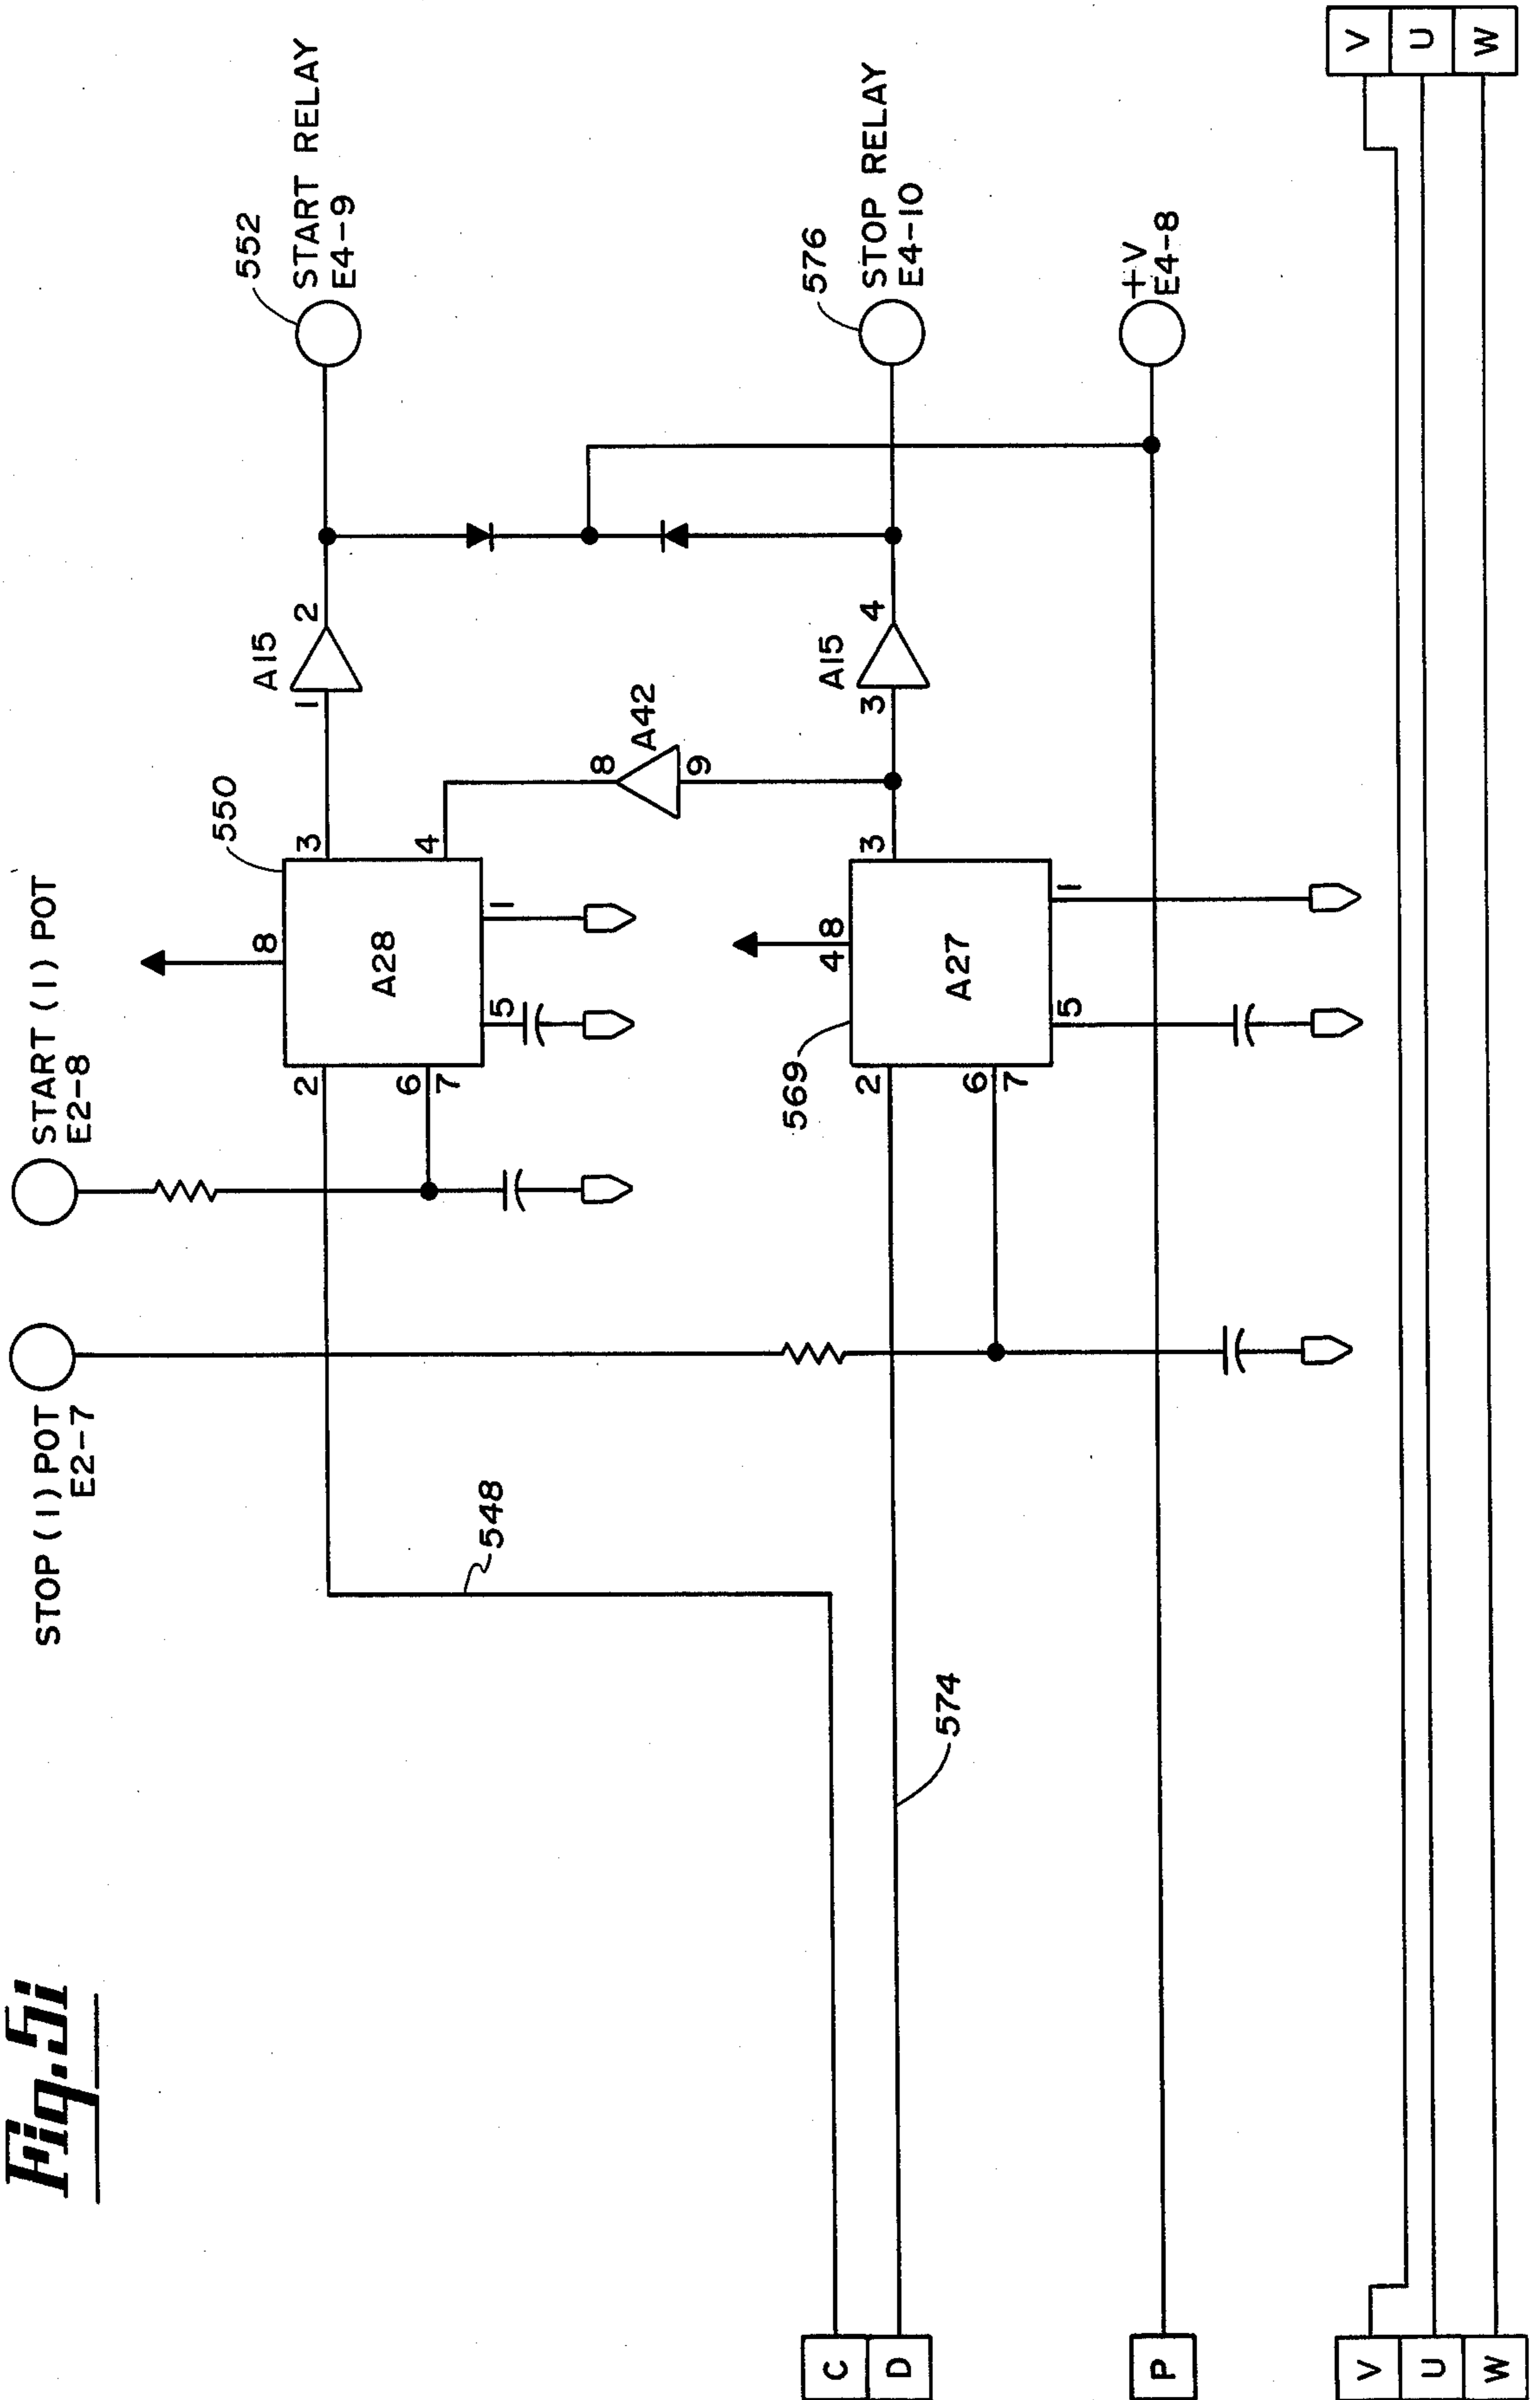 Fig. 5i
STOP (1) POT
E2-7
START (1) POT
E2-8
550
552
START RELAY
E4-9
A15
1
2
8
2
3
6
7
A28
4
5
1
548
8
A42
9
569
576
STOP RELAY
E4-10
A15
3
4
4 8
2
3
6
7
A27
5
1
574
+V
E4-8
C
D
P
V
U
W
V
U
W